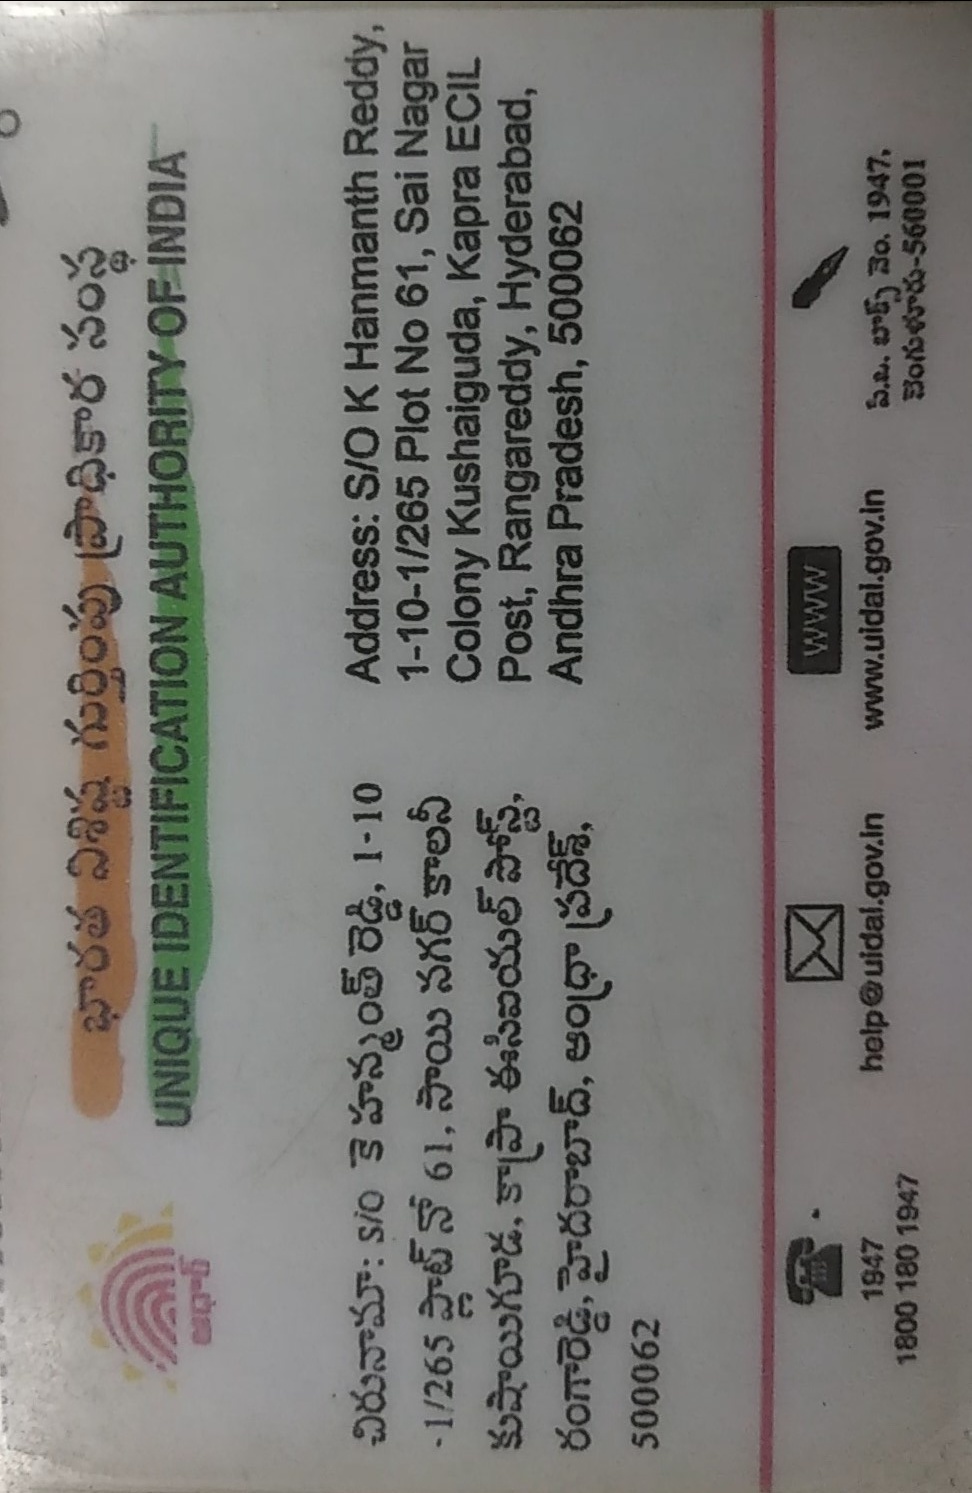 భారత విశిష్ట గుర్తింపు ప్రాధికార సంస్థ
UNIQUE IDENTIFICATION AUTHORITY OF INDIA
ఆధార్
చిరునామా: S/O కె హన్మంత్ రెడ్డి, 1-10
-1/265 ప్లాట్ నో 61, సాయి నగర్ కాలనీ
కుషాయిగూడ, కాప్రా ఈసిఐయల్ పోస్ట్,
రంగారెడ్డి, హైదరాబాద్, ఆంధ్రా ప్రదేశ్,
500062
Address: S/O K Hanmanth Reddy,
1-10-1/265 Plot No 61, Sai Nagar
Colony Kushaiguda, Kapra ECIL
Post, Rangareddy, Hyderabad,
Andhra Pradesh, 500062
1947
1800 180 1947
help@uidai.gov.in
WWW
www.uidai.gov.in
పి.ఐ. బాక్స్ నెం. 1947,
బెంగుళూరు-560001